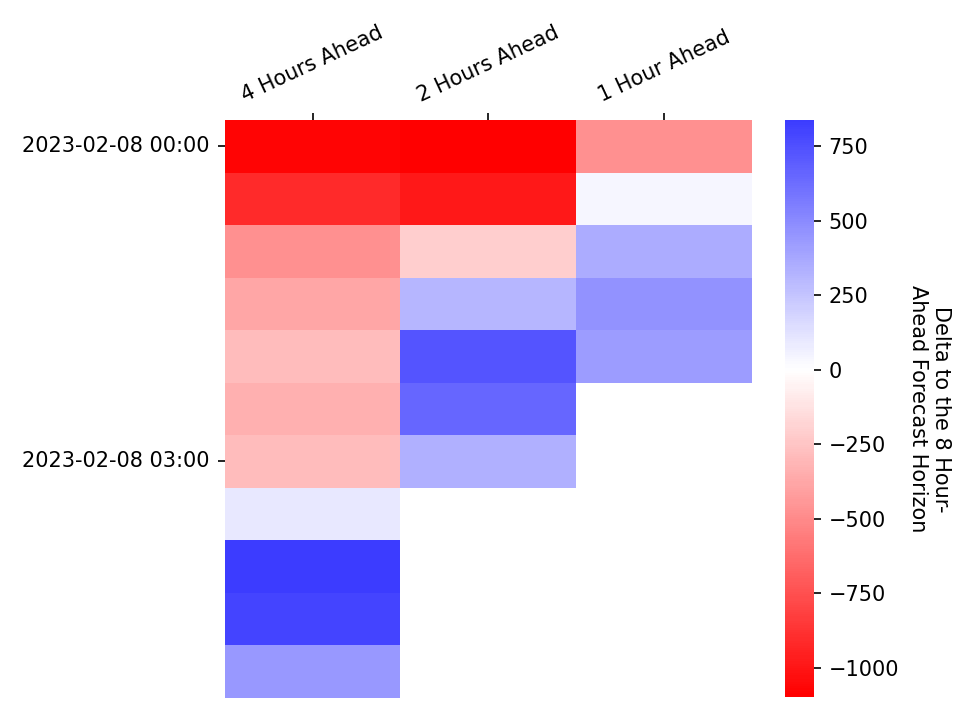 4 Hours Ahead
2 Hours Ahead
1 Hour Ahead
2023-02-08 00:00
2023-02-08 03:00
750
500
250
0
−250
−500
−750
−1000
Delta to the 8 Hour-
Ahead Forecast Horizon